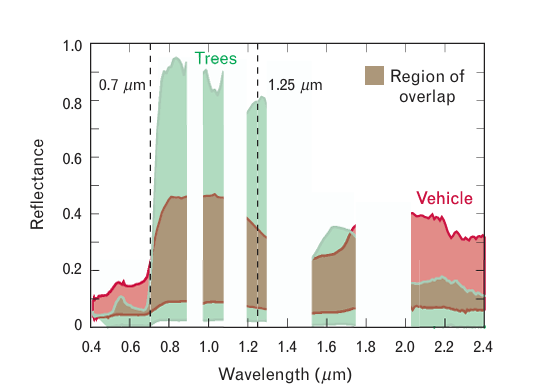 1.0
Trees
0.7 μm
1.25 μm
Region of
overlap
0.8
0.6
Reflectance
Vehicle
0.4
0.2
0
0.4 0.6 0.8 1.0 1.2 1.4 1.6 1.8 2.0 2.2 2.4
Wavelength (μm)